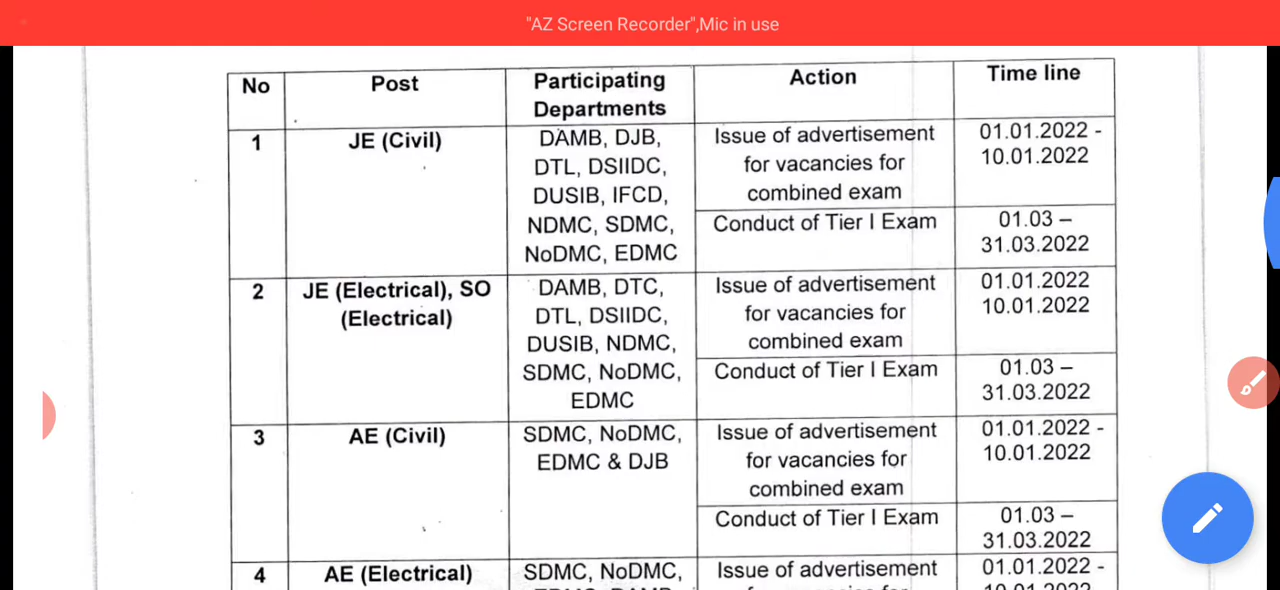 "AZ Screen Recorder",Mic in use
No Post Participating Departments Action Time line
1 JE (Civil) DAMB, DJB, DTL, DSIIDC, DUSIB, IFCD, NDMC, SDMC, NoDMC, EDMC
Issue of advertisement for vacancies for combined exam 01.01.2022 - 10.01.2022
Conduct of Tier I Exam 01.03 – 31.03.2022
2 JE (Electrical), SO (Electrical) DAMB, DTC, DTL, DSIIDC, DUSIB, NDMC, SDMC, NoDMC, EDMC
Issue of advertisement for vacancies for combined exam 01.01.2022 10.01.2022
Conduct of Tier I Exam 01.03 – 31.03.2022
3 AE (Civil) SDMC, NoDMC, EDMC & DJB
Issue of advertisement for vacancies for combined exam 01.01.2022 - 10.01.2022
Conduct of Tier I Exam 01.03 – 31.03.2022
4 AE (Electrical) SDMC, NoDMC,
Issue of advertisement 01.01.2022 -